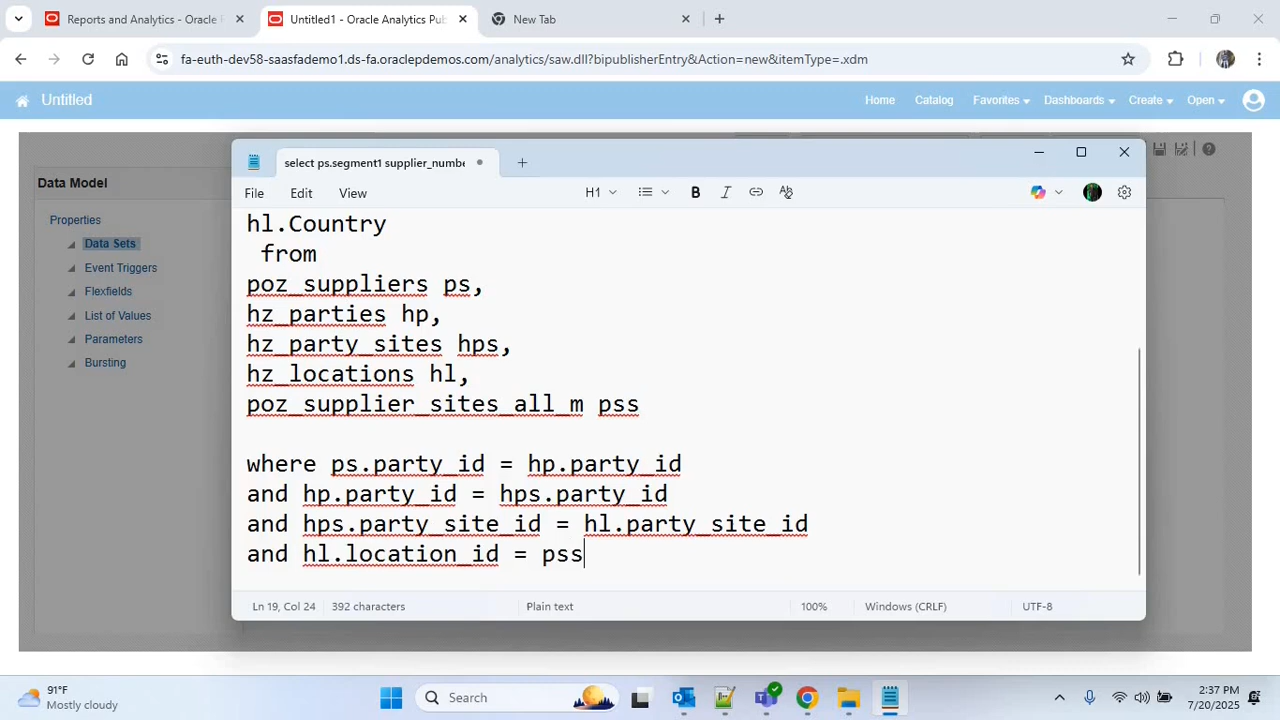 Reports and Analytics - Oracle F
Untitled1 - Oracle Analytics Pub
New Tab
fa-euth-dev58-saasfademo1.ds-fa.oraclepdemos.com/analytics/saw.dll?bipublisherEntry&Action=new&itemType=.xdm
Untitled
Home
Catalog
Favorites
Dashboards
Create
Open
select ps.segment1 supplier_numbe
File
Edit
View
H1
B
I
Data Model
Properties
Data Sets
Event Triggers
Flexfields
List of Values
Parameters
Bursting
hl.Country
from
poz_suppliers ps,
hz_parties hp,
hz_party_sites hps,
hz_locations hl,
poz_supplier_sites_all_m pss
where ps.party_id = hp.party_id
and hp.party_id = hps.party_id
and hps.party_site_id = hl.party_site_id
and hl.location_id = pss
Ln 19, Col 24
392 characters
Plain text
100%
Windows (CRLF)
UTF-8
91°F
Mostly cloudy
Search
2:37 PM
7/20/2025